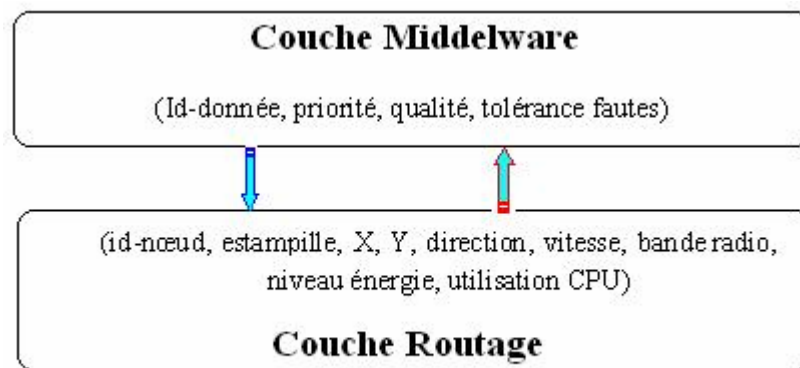 Couche Middelware
(Id-donnée, priorité, qualité, tolérance fautes)
(id-nœud, estampille, X, Y, direction, vitesse, bande radio,
niveau énergie, utilisation CPU)
Couche Routage